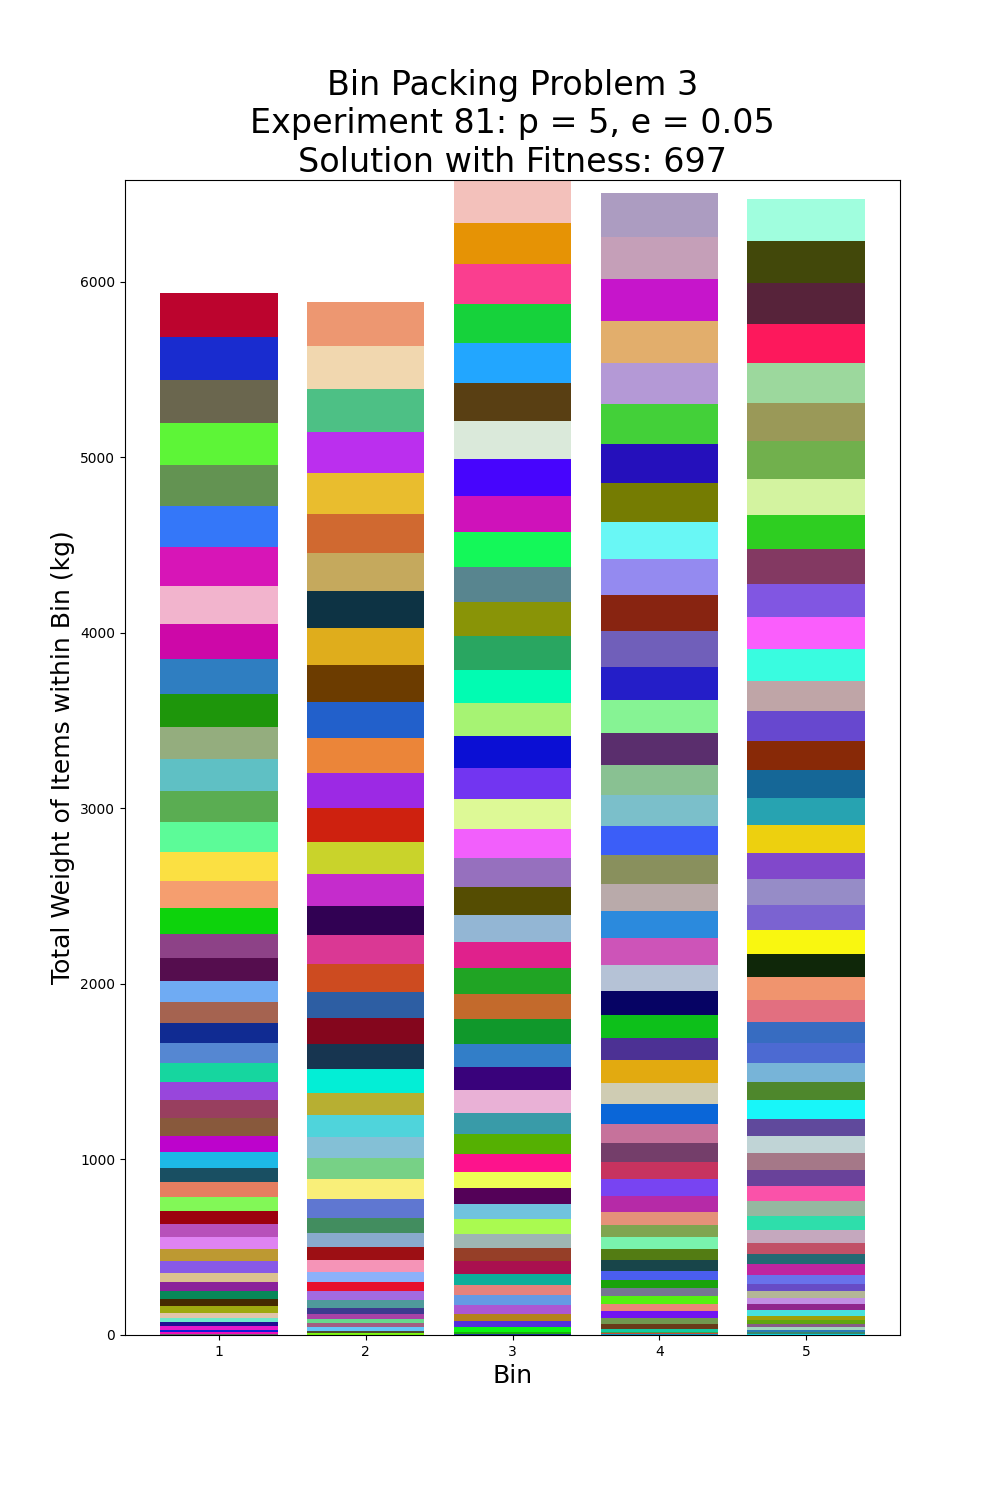 Bin Packing Problem 3
Experiment 81: p = 5, e = 0.05
Solution with Fitness: 697
Total Weight of Items within Bin (kg)
6000
5000
4000
3000
2000
1000
0
1 2 3 4 5
Bin